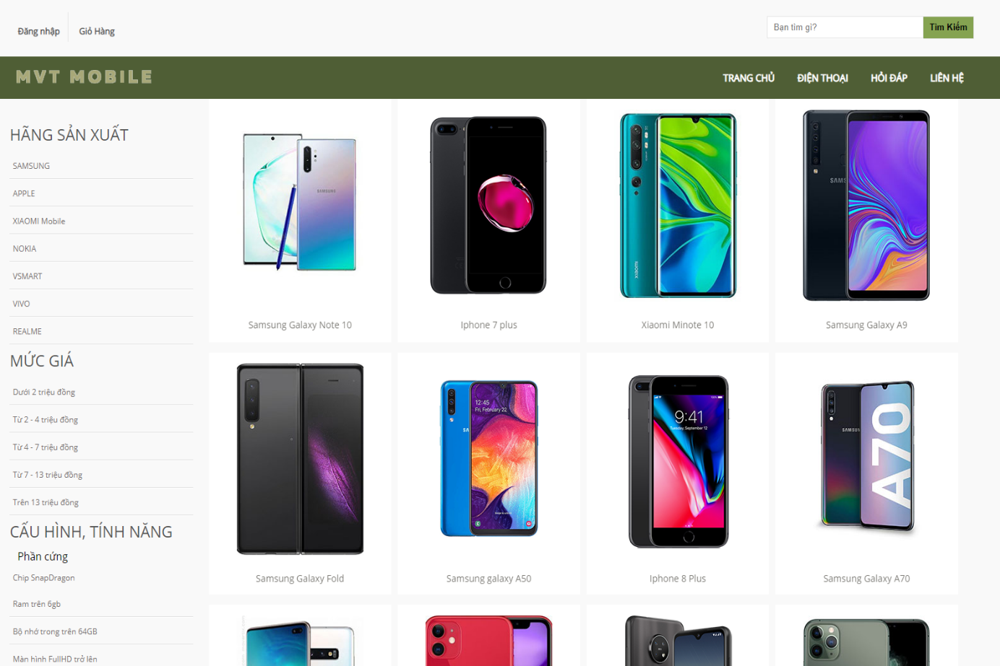 Đăng nhập
Giỏ Hàng
Bạn tìm gì?
Tìm Kiếm
MVT MOBILE
TRANG CHỦ
ĐIỆN THOẠI
HỎI ĐÁP
LIÊN HỆ
HÃNG SẢN XUẤT
SAMSUNG
APPLE
XIAOMI Mobile
NOKIA
VSMART
VIVO
REALME
MỨC GIÁ
Dưới 2 triệu đồng
Từ 2 - 4 triệu đồng
Từ 4 - 7 triệu đồng
Từ 7 - 13 triệu đồng
Trên 13 triệu đồng
CẤU HÌNH, TÍNH NĂNG
Phần cứng
Chip SnapDragon
Ram trên 6gb
Bộ nhớ trong trên 64GB
Màn hình FullHD trở lên
SAMSUNG
XIAOMI
SAMS
Samsung Galaxy Note 10
Iphone 7 plus
Xiaomi Minote 10
Samsung Galaxy A9
12:45
Fri, February 22
SA
9:41
Tuesday, September 12
SAMSU
A70
Samsung Galaxy Fold
Samsung galaxy A50
Iphone 8 Plus
Samsung Galaxy A70